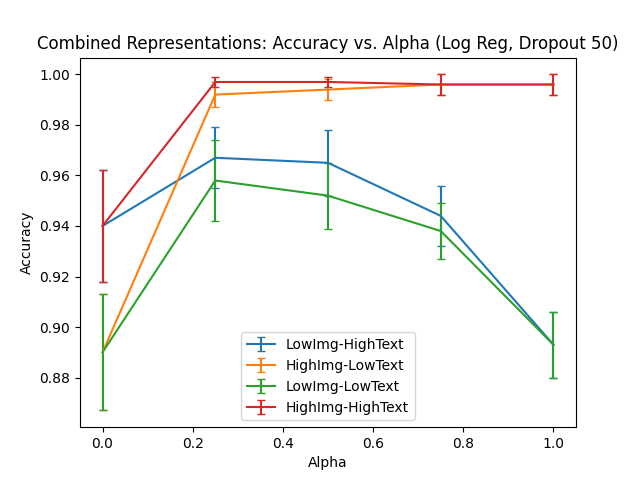 Combined Representations: Accuracy vs. Alpha (Log Reg, Dropout 50)
1.00
0.98
0.96
0.94
0.92
0.90
0.88
Accuracy
LowImg-HighText
HighImg-LowText
LowImg-LowText
HighImg-HighText
0.0 0.2 0.4 0.6 0.8 1.0
Alpha